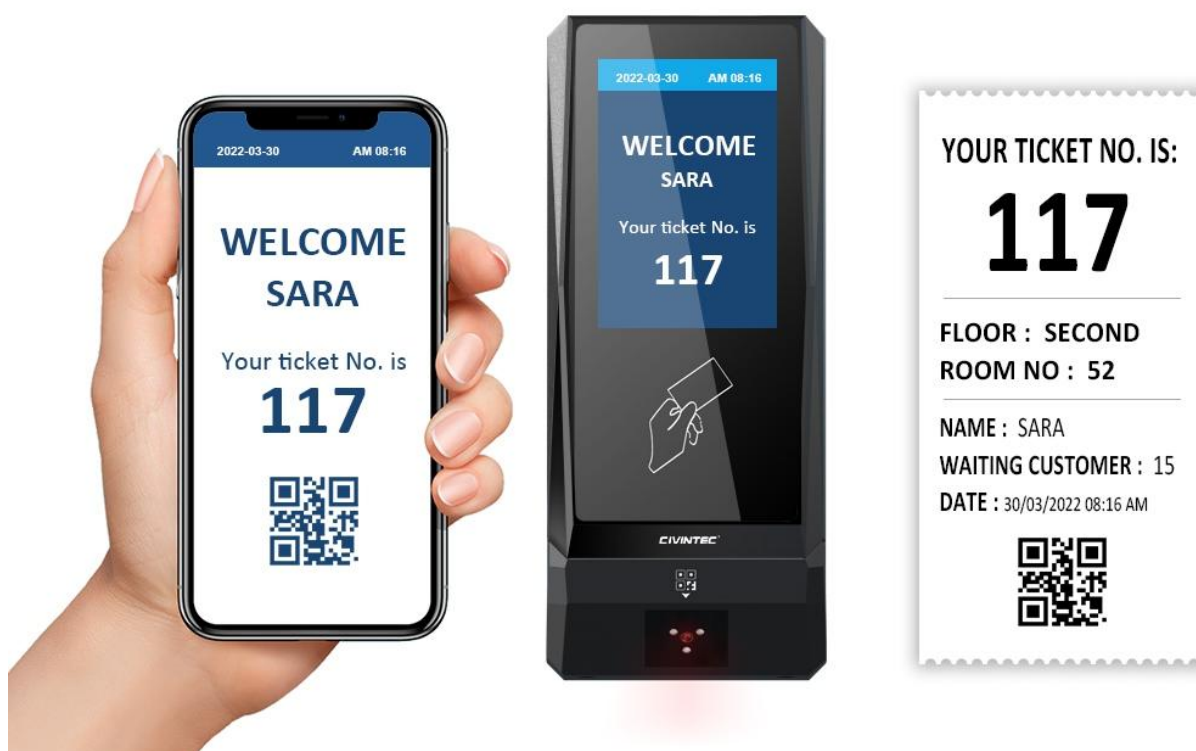 2022-03-30 AM 08:16
WELCOME
SARA
Your ticket No. is
117
2022-03-30 AM 08:16
WELCOME
SARA
Your ticket No. is
117
CIVINTEC
YOUR TICKET NO. IS:
117
FLOOR : SECOND
ROOM NO : 52
NAME : SARA
WAITING CUSTOMER : 15
DATE : 30/03/2022 08:16 AM